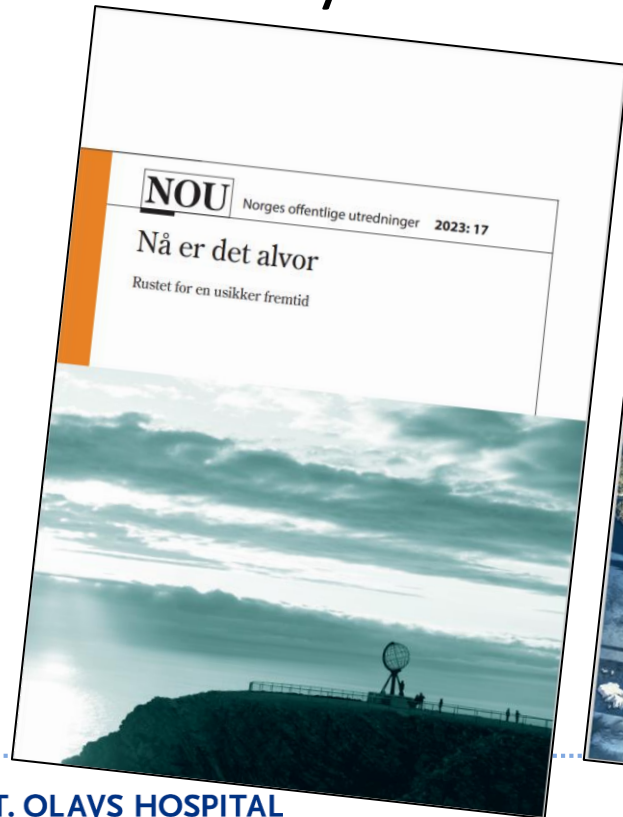 NOU Norges offentlige utredninger 2023: 17
Nå er det alvor
Rustet for en usikker fremtid
T. OLAVS HOSPITAL